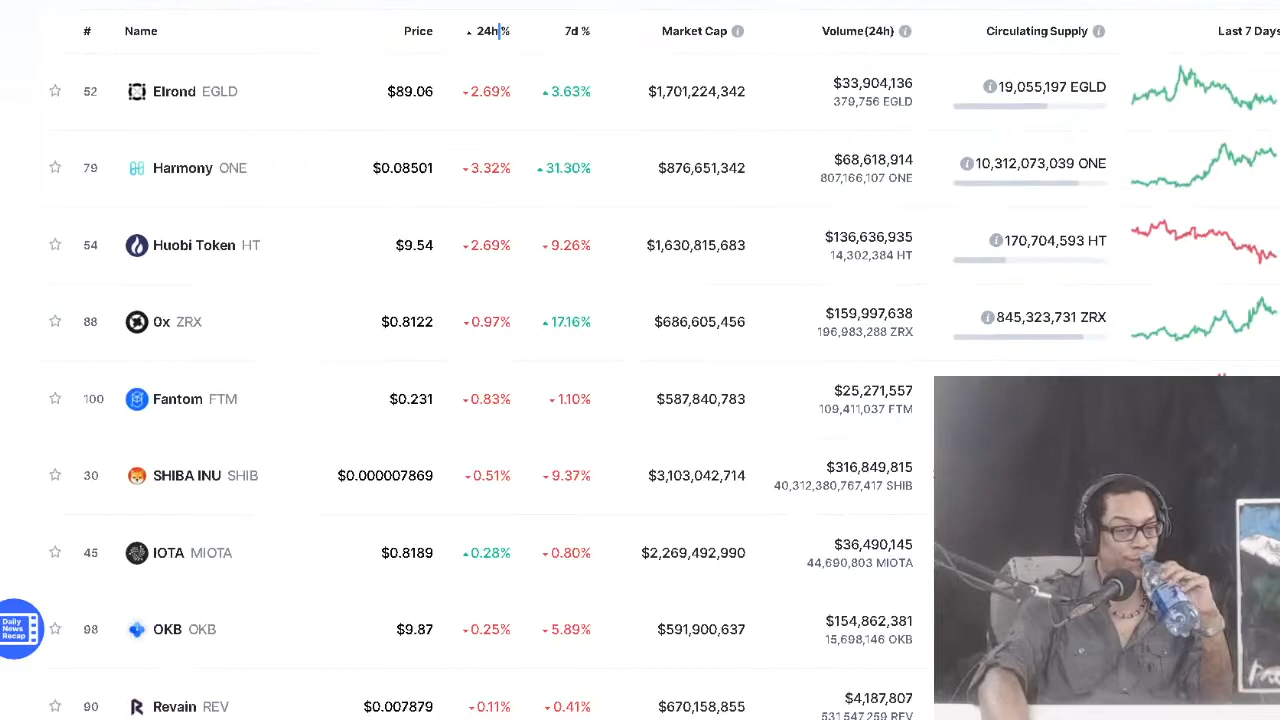 # Name Price 24h % 7d % Market Cap Volume(24h) Circulating Supply Last 7 Days
52 Elrond EGLD $89.06 2.69% 3.63% $1,701,224,342 $33,904,136 19,055,197 EGLD
379,756 EGLD
79 Harmony ONE $0.08501 3.32% 31.30% $876,651,342 $68,618,914 10,312,073,039 ONE
807,166,107 ONE
54 Huobi Token HT $9.54 2.69% 9.26% $1,630,815,683 $136,636,935 170,704,593 HT
14,302,384 HT
88 0x ZRX $0.8122 0.97% 17.16% $686,605,456 $159,997,638 845,323,731 ZRX
196,983,288 ZRX
100 Fantom FTM $0.231 0.83% 1.10% $587,840,783 $25,271,557
109,411,037 FTM
30 SHIBA INU SHIB $0.000007869 0.51% 9.37% $3,103,042,714 $316,849,815
40,312,380,767,417 SHIB
45 IOTA MIOTA $0.8189 0.28% 0.80% $2,269,492,990 $36,490,145
44,690,803 MIOTA
Daily
News
Recap
98 OKB OKB $9.87 0.25% 5.89% $591,900,637 $154,862,381
15,698,146 OKB
90 Revain REV $0.007879 0.11% 0.41% $670,158,855 $4,187,807
531,547,259 REV